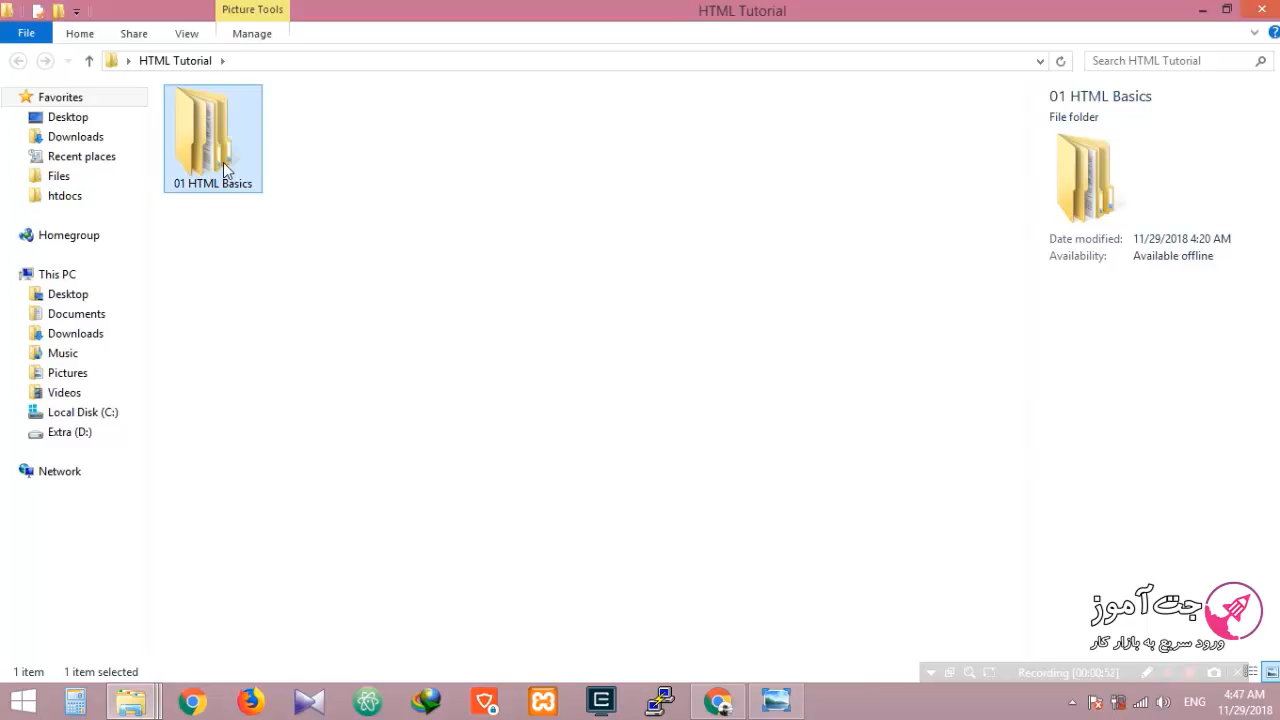 Picture Tools
HTML Tutorial
File
Home
Share
View
Manage
HTML Tutorial
Search HTML Tutorial
Favorites
Desktop
Downloads
Recent places
Files
htdocs
Homegroup
This PC
Desktop
Documents
Downloads
Music
Pictures
Videos
Local Disk (C:)
Extra (D:)
Network
01 HTML Basics
01 HTML Basics
File folder
Date modified: 11/29/2018 4:20 AM
Availability: Available offline
جت آموز
ورود سریع به بازار کار
1 item 1 item selected
Recording [00:00:52]
ENG
4:47 AM
11/29/2018